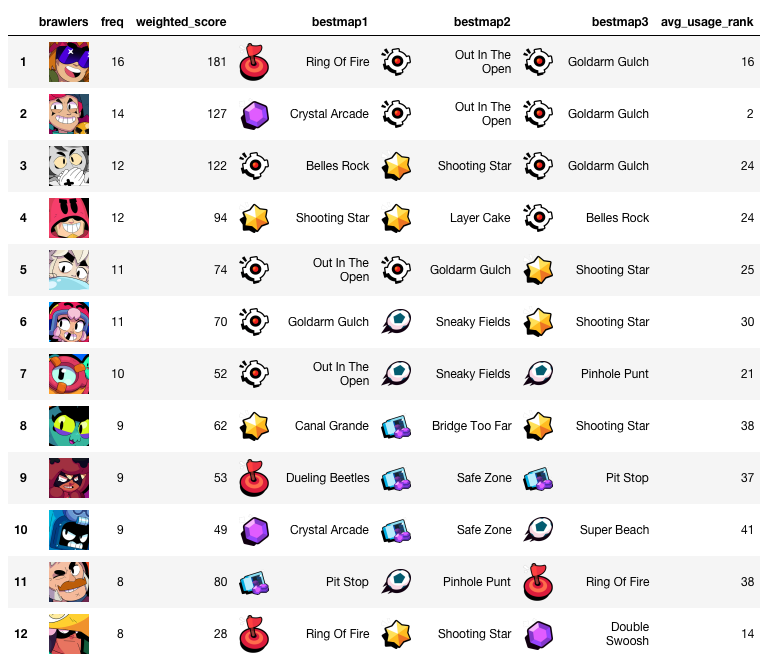 brawlers freq weighted_score bestmap1 bestmap2 bestmap3 avg_usage_rank
1 16 181 Ring Of Fire Out In The Open Goldarm Gulch 16
2 14 127 Crystal Arcade Out In The Open Goldarm Gulch 2
3 12 122 Belles Rock Shooting Star Goldarm Gulch 24
4 12 94 Shooting Star Layer Cake Belles Rock 24
5 11 74 Out In The Open Goldarm Gulch Shooting Star 25
6 11 70 Goldarm Gulch Sneaky Fields Shooting Star 30
7 10 52 Out In The Open Sneaky Fields Pinhole Punt 21
8 9 62 Canal Grande Bridge Too Far Shooting Star 38
9 9 53 Dueling Beetles Safe Zone Pit Stop 37
10 9 49 Crystal Arcade Safe Zone Super Beach 41
11 8 80 Pit Stop Pinhole Punt Ring Of Fire 38
12 8 28 Ring Of Fire Shooting Star Double Swoosh 14